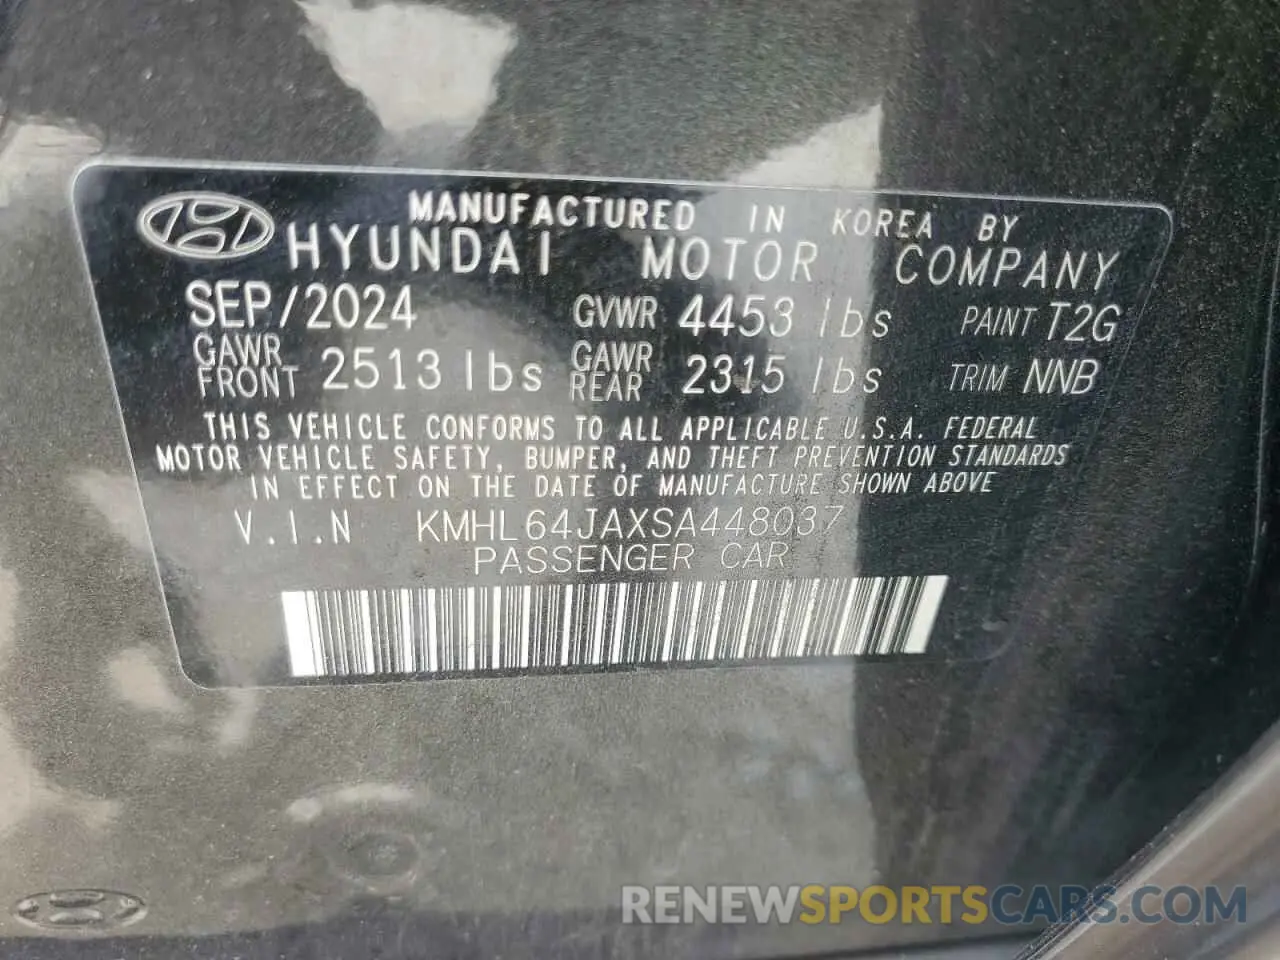 MANUFACTURED IN KOREA BY
HYUNDAI MOTOR COMPANY
SEP/2024 GVWR 4453 lbs PAINT T2G
GAWR FRONT 2513 lbs GAWR REAR 2315 lbs TRIM NNB
THIS VEHICLE CONFORMS TO ALL APPLICABLE U.S.A. FEDERAL
MOTOR VEHICLE SAFETY, BUMPER, AND THEFT PREVENTION STANDARDS
IN EFFECT ON THE DATE OF MANUFACTURE SHOWN ABOVE
V.I.N KMHL64JAXSA448037
PASSENGER CAR
RENEWSPORTSCARS.COM